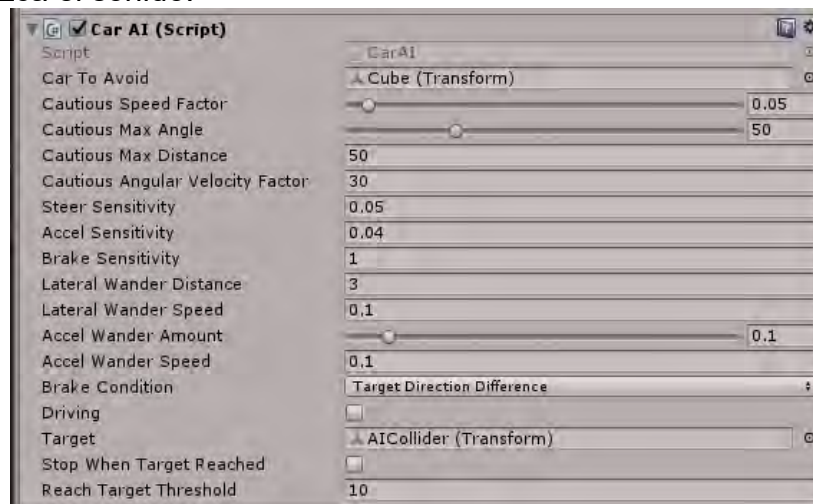 Car AI (Script)
Script CarAI
Car To Avoid Cube (Transform)
Cautious Speed Factor 0.05
Cautious Max Angle 50
Cautious Max Distance 50
Cautious Angular Velocity Factor 30
Steer Sensitivity 0.05
Accel Sensitivity 0.04
Brake Sensitivity 1
Lateral Wander Distance 3
Lateral Wander Speed 0.1
Accel Wander Amount 0.1
Accel Wander Speed 0.1
Brake Condition Target Direction Difference
Driving
Target AICollider (Transform)
Stop When Target Reached
Reach Target Threshold 10